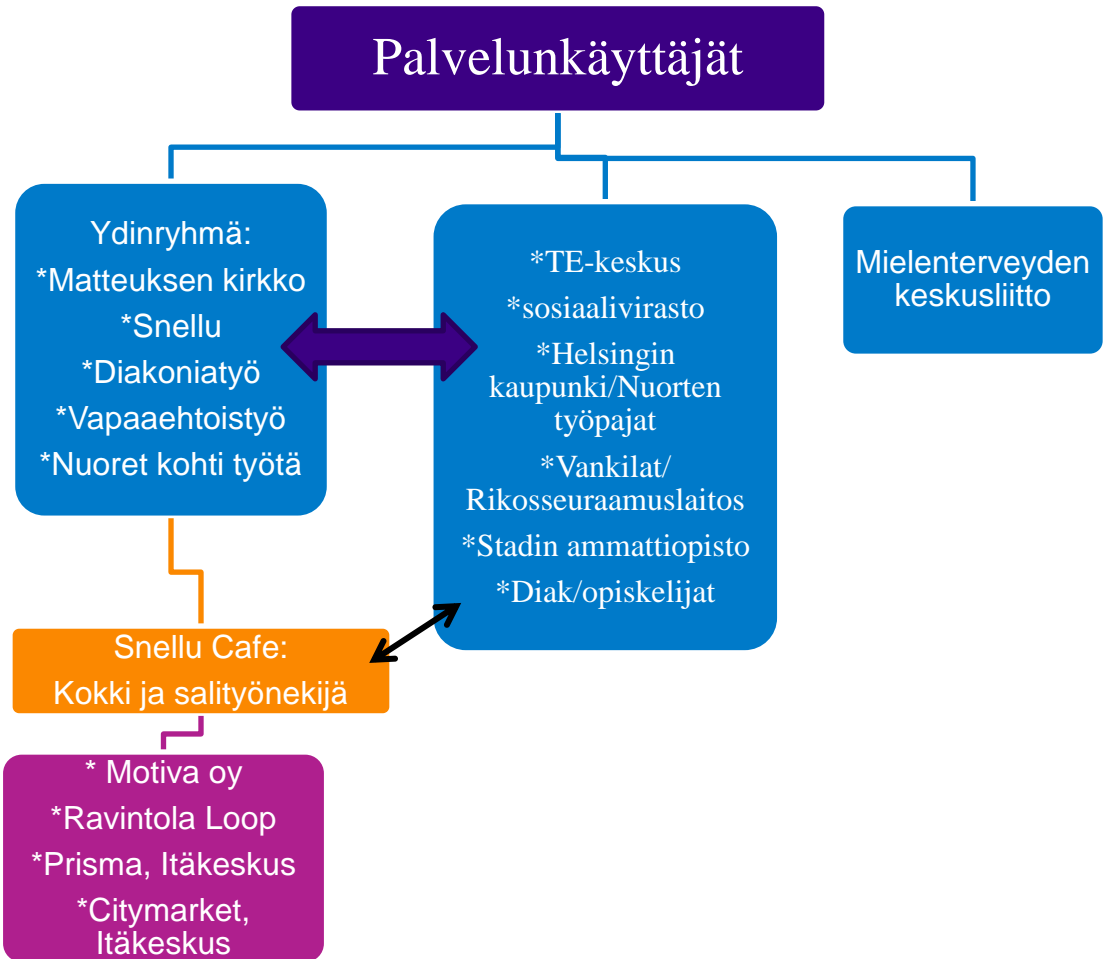 Palvelunkäyttäjät
Ydinryhmä:
*Matteuksen kirkko
*Snellu
*Diakoniatyö
*Vapaaehtoistyö
*Nuoret kohti työtä
*TE-keskus
*sosiaalivirasto
*Helsingin
kaupunki/Nuorten
työpajat
*Vankilat/
Rikosseuraamuslaitos
*Stadin ammattiopisto
*Diak/opiskelijat
Mielenterveyden
keskusliitto
Snellu Cafe:
Kokki ja salityönekijä
* Motiva oy
*Ravintola Loop
*Prisma, Itäkeskus
*Citymarket,
Itäkeskus